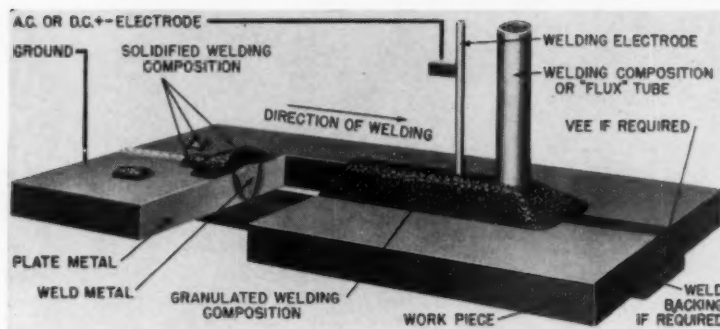 A.C. OR D.C.+- ELECTRODE
GROUND
SOLIDIFIED WELDING
COMPOSITION
WELDING ELECTRODE
WELDING COMPOSITION
OR "FLUX" TUBE
DIRECTION OF WELDING
VEE IF REQUIRED
PLATE METAL
WELD METAL
GRANULATED WELDING
COMPOSITION
WORK PIECE
WELD
BACKING
IF REQUIRED